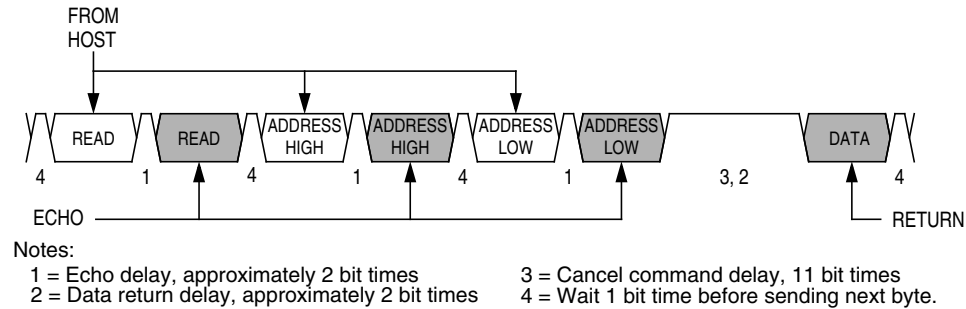 FROM
HOST
READ
READ
ADDRESS
HIGH
ADDRESS
HIGH
ADDRESS
LOW
ADDRESS
LOW
DATA
4
1
4
1
4
1
3, 2
4
ECHO
RETURN
Notes:
1 = Echo delay, approximately 2 bit times
2 = Data return delay, approximately 2 bit times
3 = Cancel command delay, 11 bit times
4 = Wait 1 bit time before sending next byte.